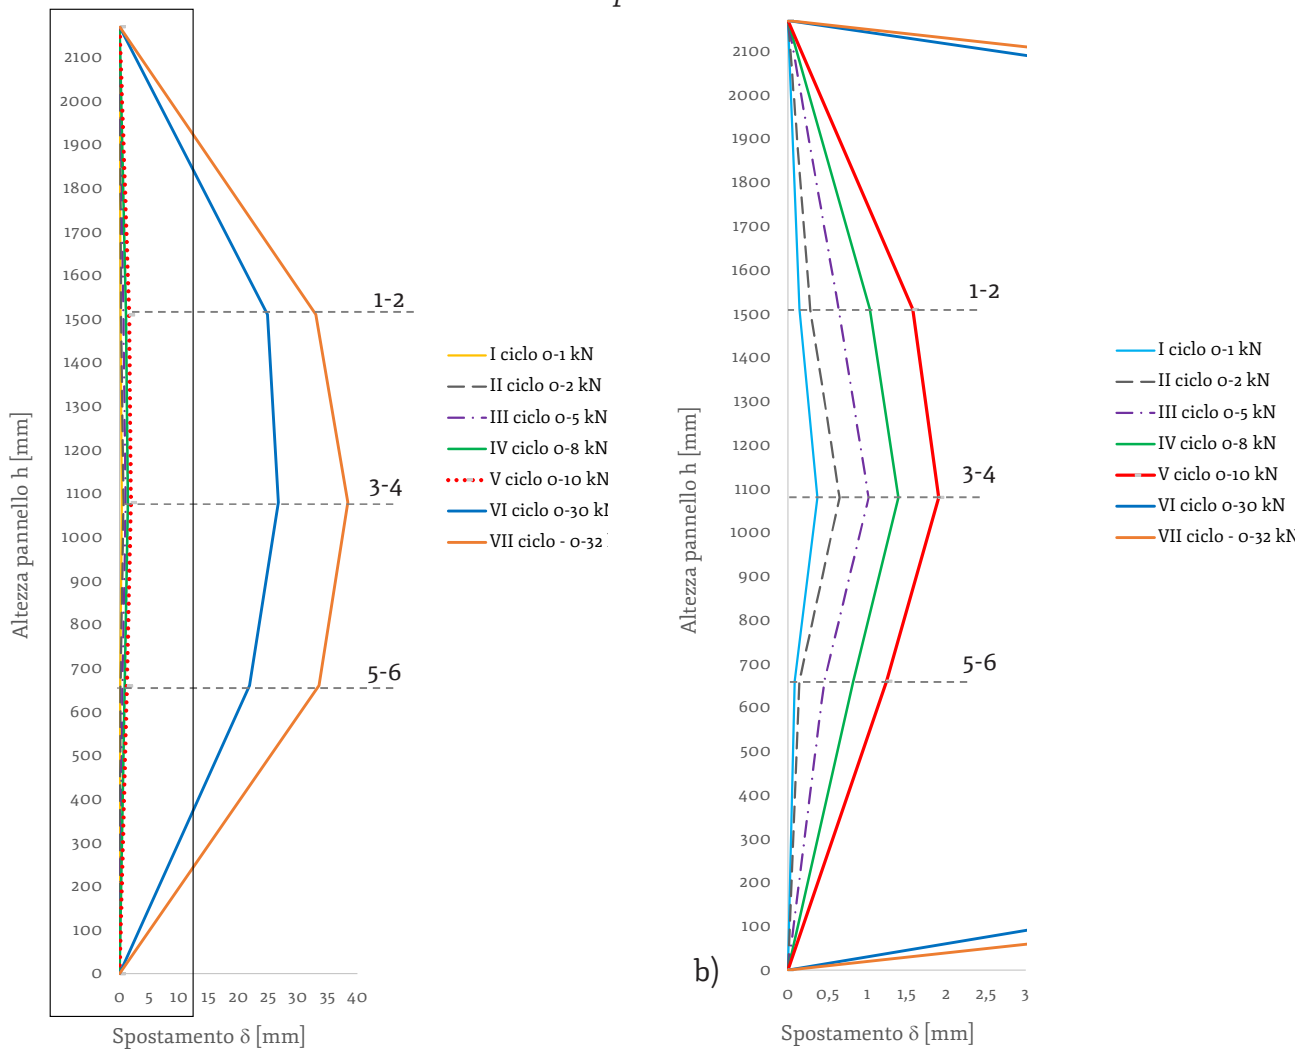 2100
2000
1900
1800
1700
1600
1500
1400
1300
1200
1100
1000
900
800
700
600
500
400
300
200
100
0
0 5 10 15 20 25 30 35 40
Altezza pannello h [mm]
Spostamento δ [mm]
1-2
3-4
5-6
I ciclo 0-1 kN
II ciclo 0-2 kN
III ciclo 0-5 kN
IV ciclo 0-8 kN
V ciclo 0-10 kN
VI ciclo 0-30 kN
VII ciclo - 0-32
b)
2100
2000
1900
1800
1700
1600
1500
1400
1300
1200
1100
1000
900
800
700
600
500
400
300
200
100
0
0 0,5 1 1,5 2 2,5 3
Altezza pannello h [mm]
Spostamento δ [mm]
1-2
3-4
5-6
I ciclo 0-1 kN
II ciclo 0-2 kN
III ciclo 0-5 kN
IV ciclo 0-8 kN
V ciclo 0-10 kN
VI ciclo 0-30 kN
VII ciclo - 0-32 kN